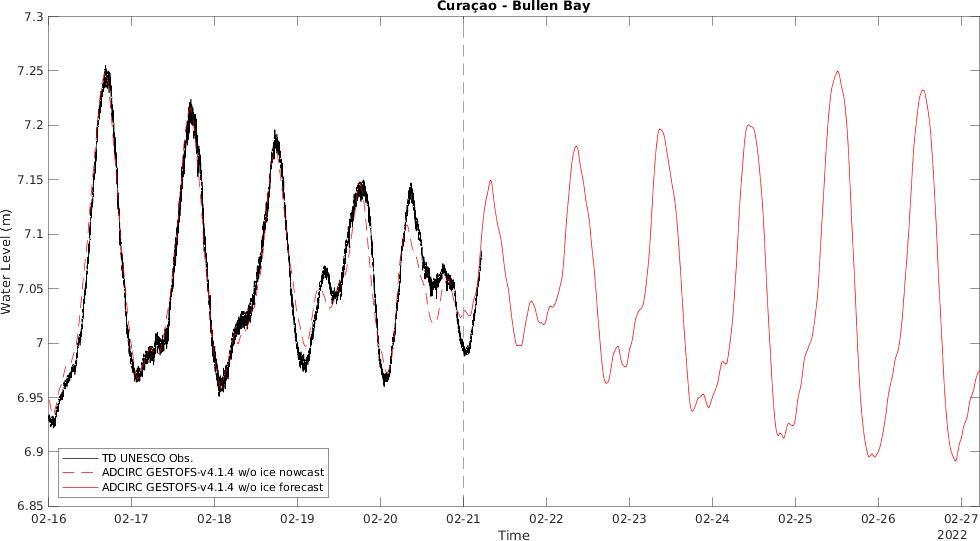 Curaçao - Bullen Bay
7.3
7.25
7.2
7.15
7.1
7.05
7
6.95
6.9
6.85
Water Level (m)
TD UNESCO Obs.
ADCIRC GESTOFS-v4.1.4 w/o ice nowcast
ADCIRC GESTOFS-v4.1.4 w/o ice forecast
02-16 02-17 02-18 02-19 02-20 02-21 02-22 02-23 02-24 02-25 02-26 02-27
Time
2022